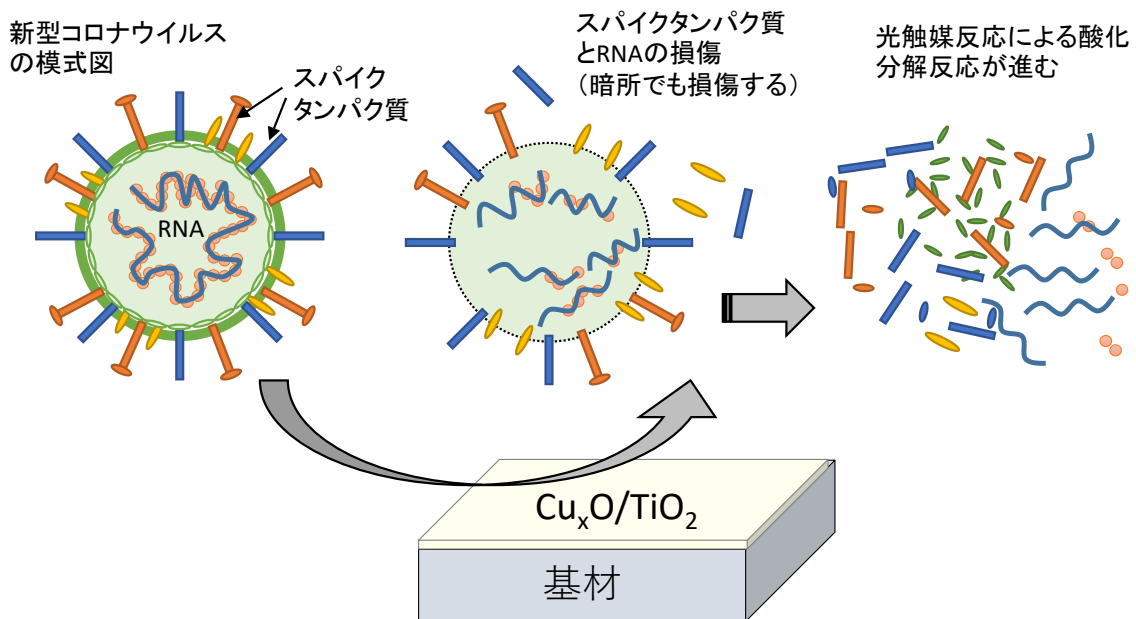 新型コロナウイルス
の模式図
スパイク
タンパク質
RNA
スパイクタンパク質
とRNAの損傷
（暗所でも損傷する）
光触媒反応による酸化
分解反応が進む
CuxO/TiO2
基材